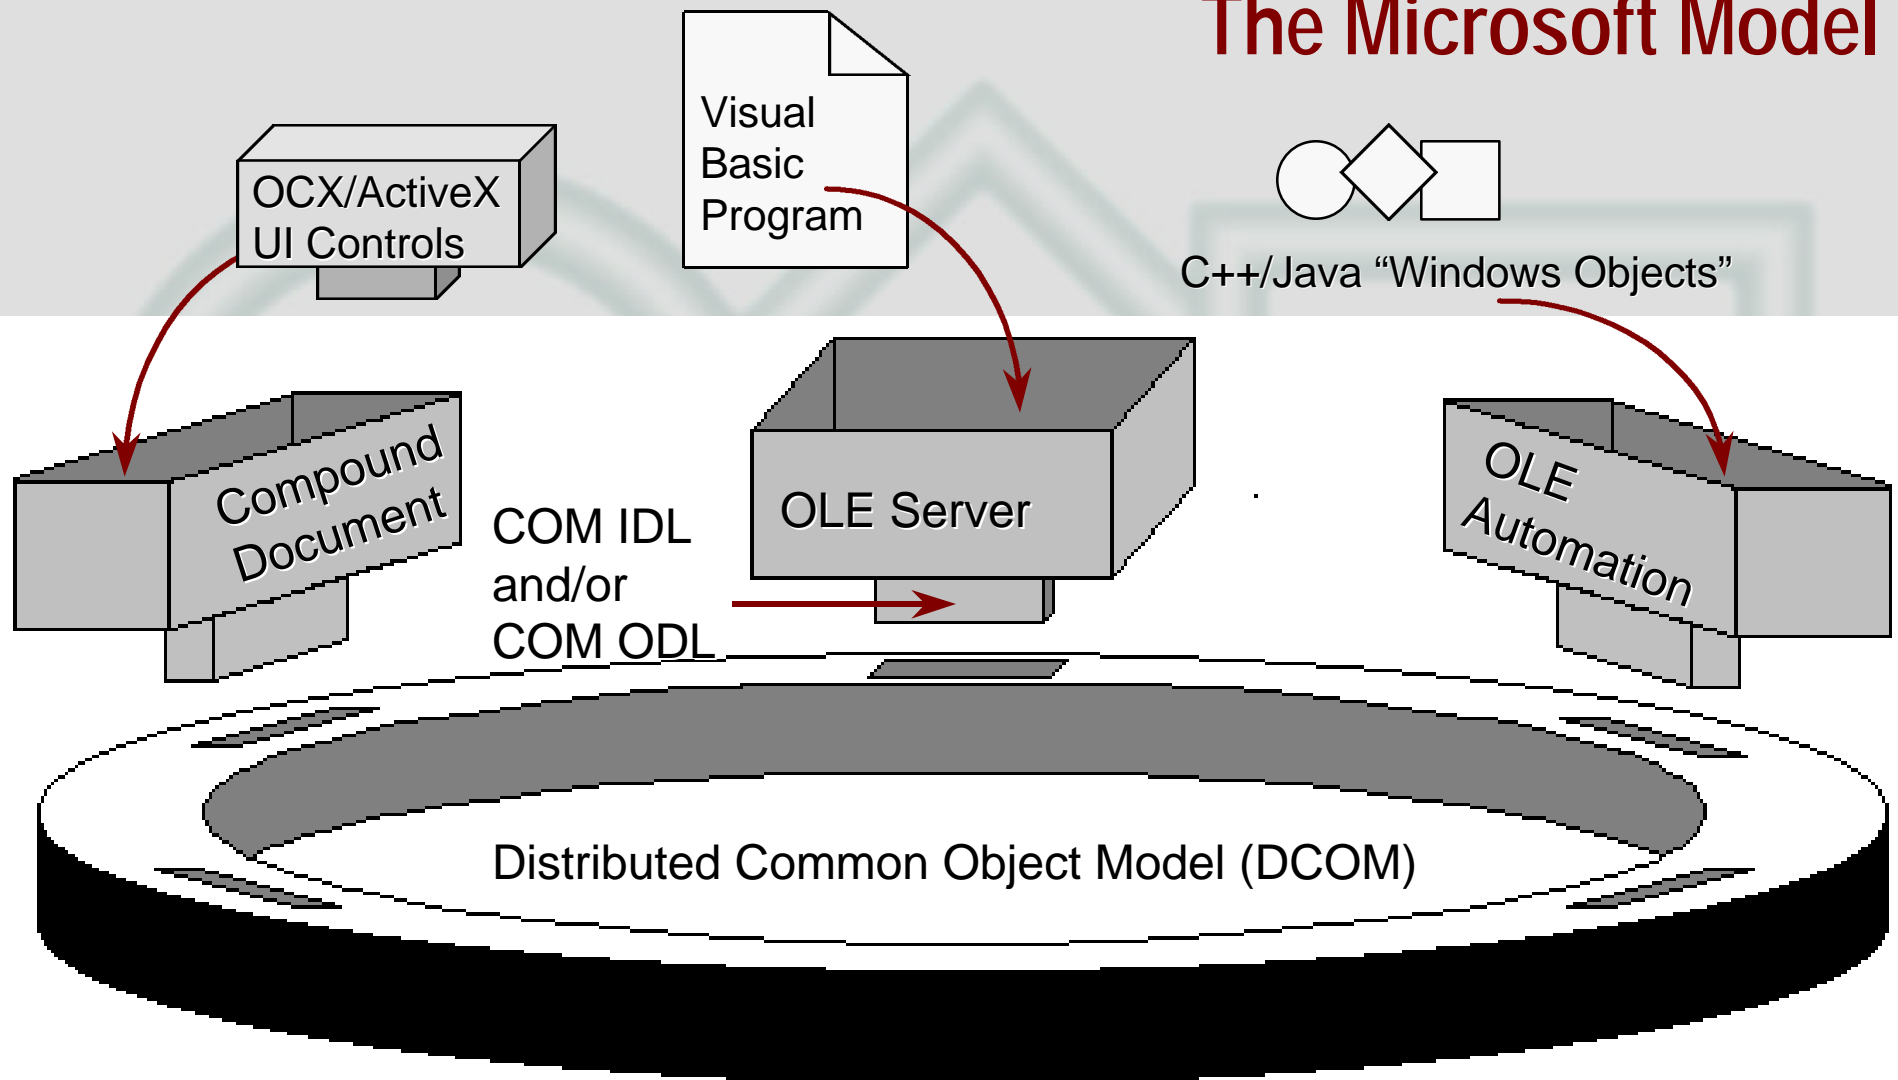 The Microsoft Model
Visual
Basic
Program
OCX/ActiveX
UI Controls
C++/Java “Windows Objects”
Compound
Document
COM IDL
and/or
COM ODL
OLE Server
OLE
Automation
Distributed Common Object Model (DCOM)